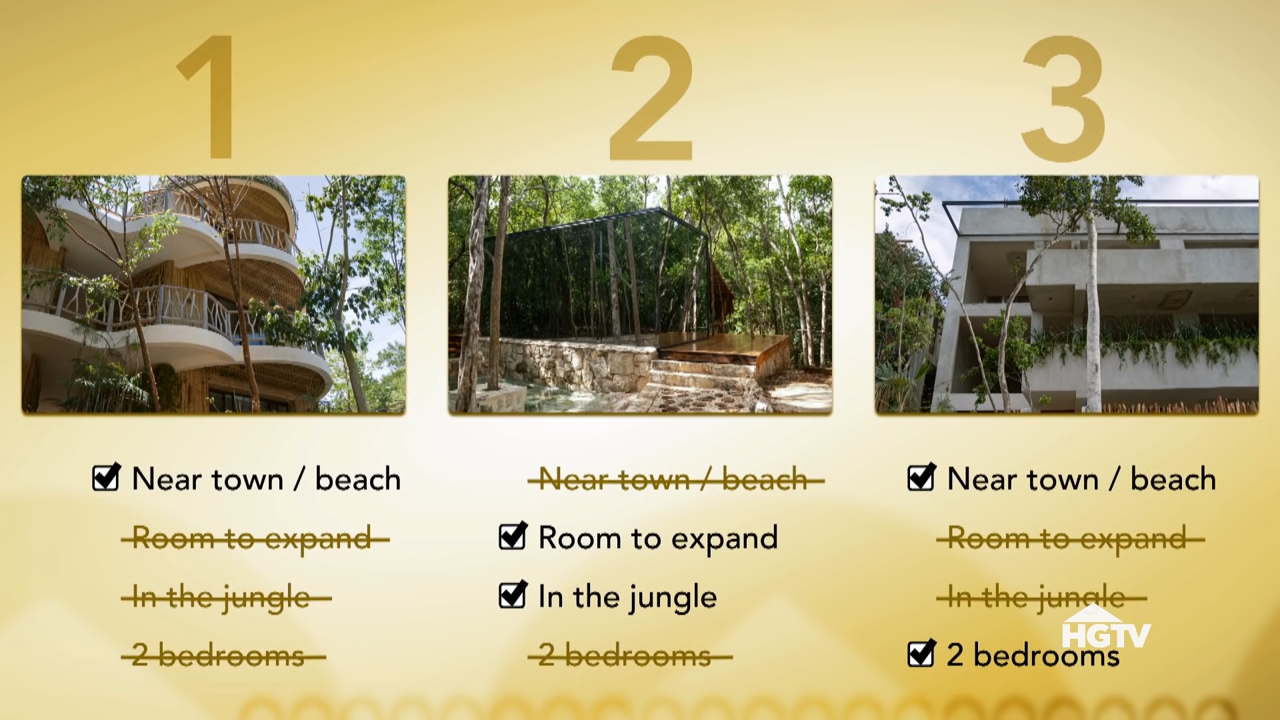 1
2
3
Near town / beach
Room to expand
In the jungle
2 bedrooms
Near town / beach
Room to expand
In the jungle
2 bedrooms
Near town / beach
Room to expand
In the jungle
2 bedrooms
HGTV